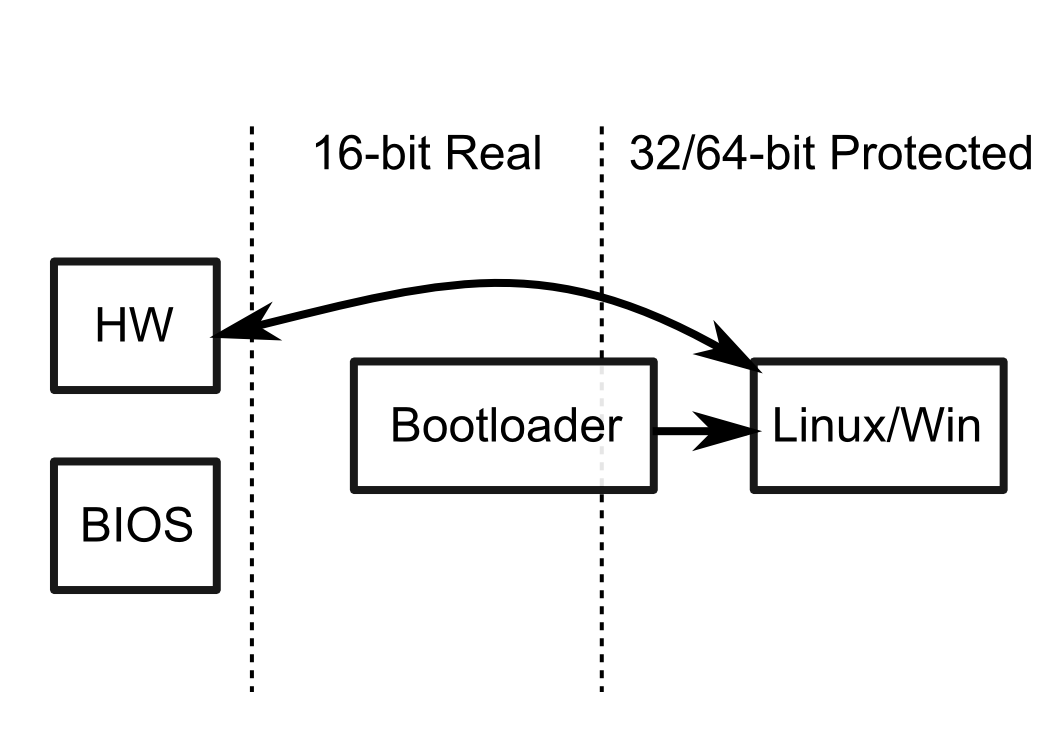 16-bit Real
32/64-bit Protected
HW
Bootloader
Linux/Win
BIOS